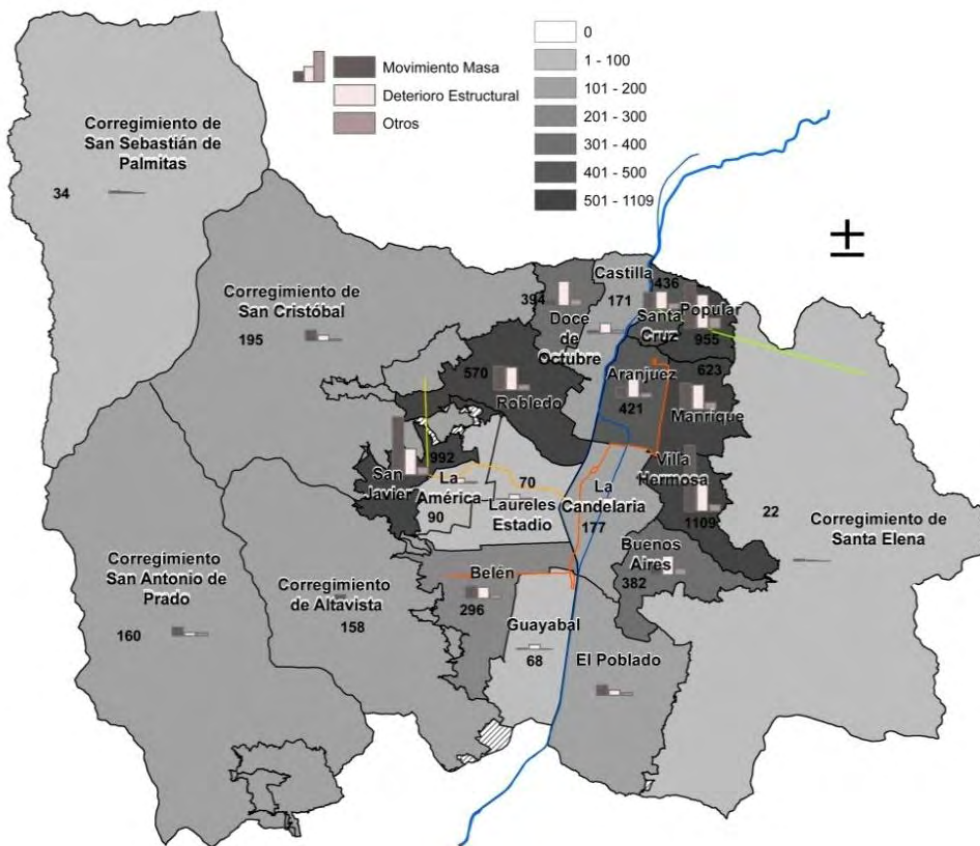 0
Movimiento Masa
1 - 100
Deterioro Estructural
101 - 200
Otros
201 - 300
301 - 400
401 - 500
501 - 1109
Corregimiento de
San Sebastián de
Palmitas
34
±
Corregimiento de
San Cristóbal
195
394
Doce
de
Octubre
Castilla
171
436
Santa
Cruz
Popular
955
570
Robledo
Aranjuez
421
623
Manrique
992
San
Javier
La
América
90
70
Laureles
Estadio
La
Candelaria
177
Villa
Hermosa
1109
22
Corregimiento de
Santa Elena
Buenos
Aires
382
Belén
296
Corregimiento
San Antonio de
Prado
160
Corregimiento
de Altavista
158
Guayabal
68
El Poblado